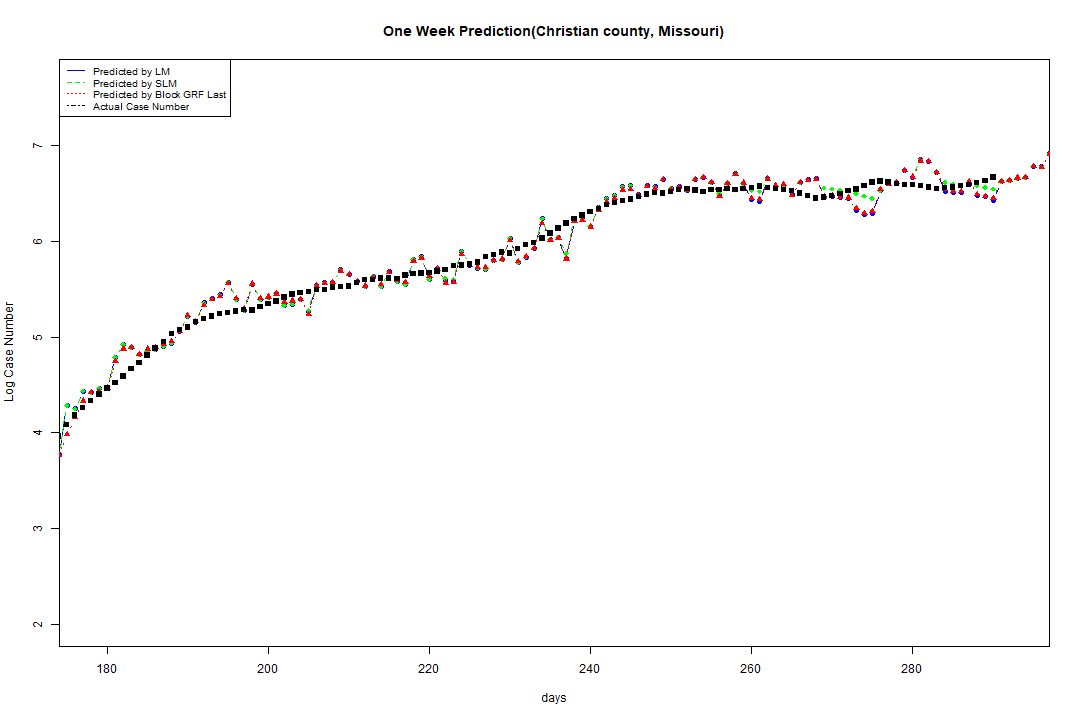 One Week Prediction(Christian county, Missouri)
Predicted by LM
Predicted by SLM
Predicted by Block GRF Last
Actual Case Number
Log Case Number
7
6
5
4
3
2
180 200 220 240 260 280
days